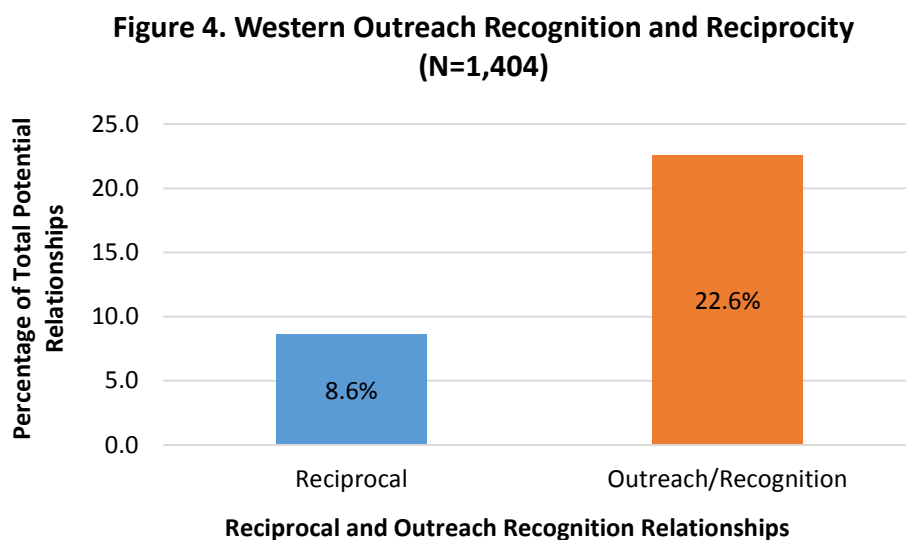 Figure 4. Western Outreach Recognition and Reciprocity
(N=1,404)
Percentage of Total Potential
Relationships
25.0
20.0
15.0
10.0
5.0
0.0
8.6%
22.6%
Reciprocal
Outreach/Recognition
Reciprocal and Outreach Recognition Relationships